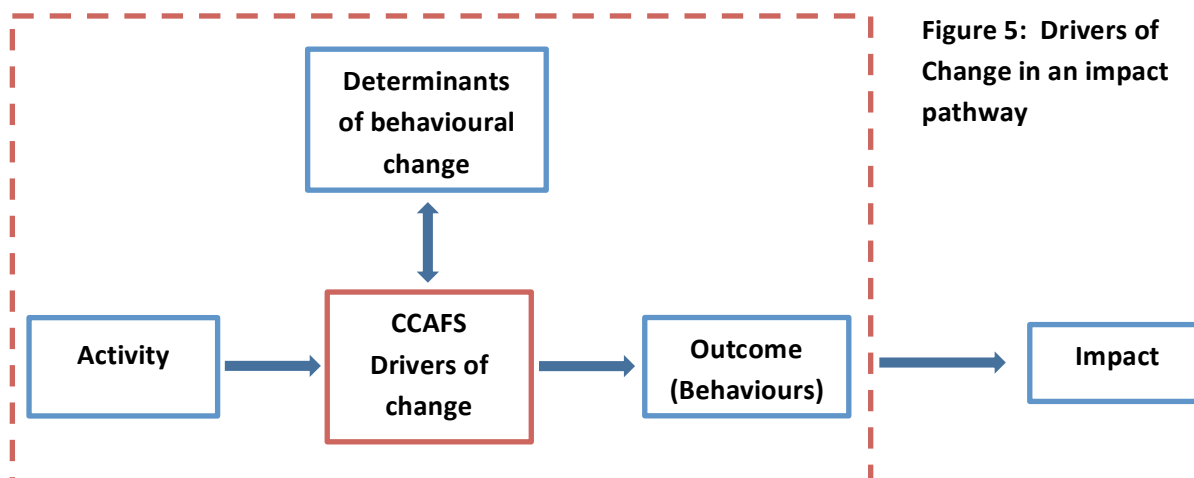 Figure 5: Drivers of
Change in an impact
pathway
Determinants
of behavioural
change
Activity
CCAFS
Drivers of
change
Outcome
(Behaviours)
Impact